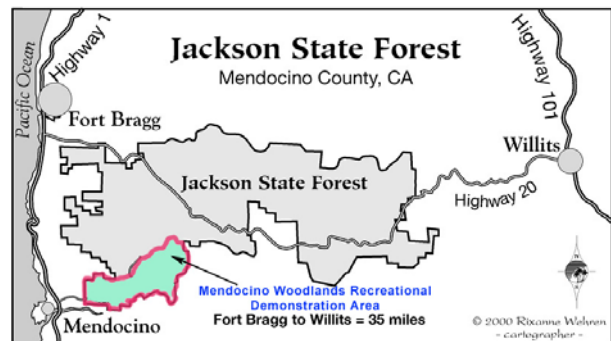 Jackson State Forest
Mendocino County, CA
Highway 1
Pacific Ocean
Highway 101
Fort Bragg
Willits
Jackson State Forest
Highway 20
Mendocino Woodlands Recreational
Demonstration Area
Fort Bragg to Willits = 35 miles
Mendocino
© 2000 Rixanne Wehren
- cartographer -